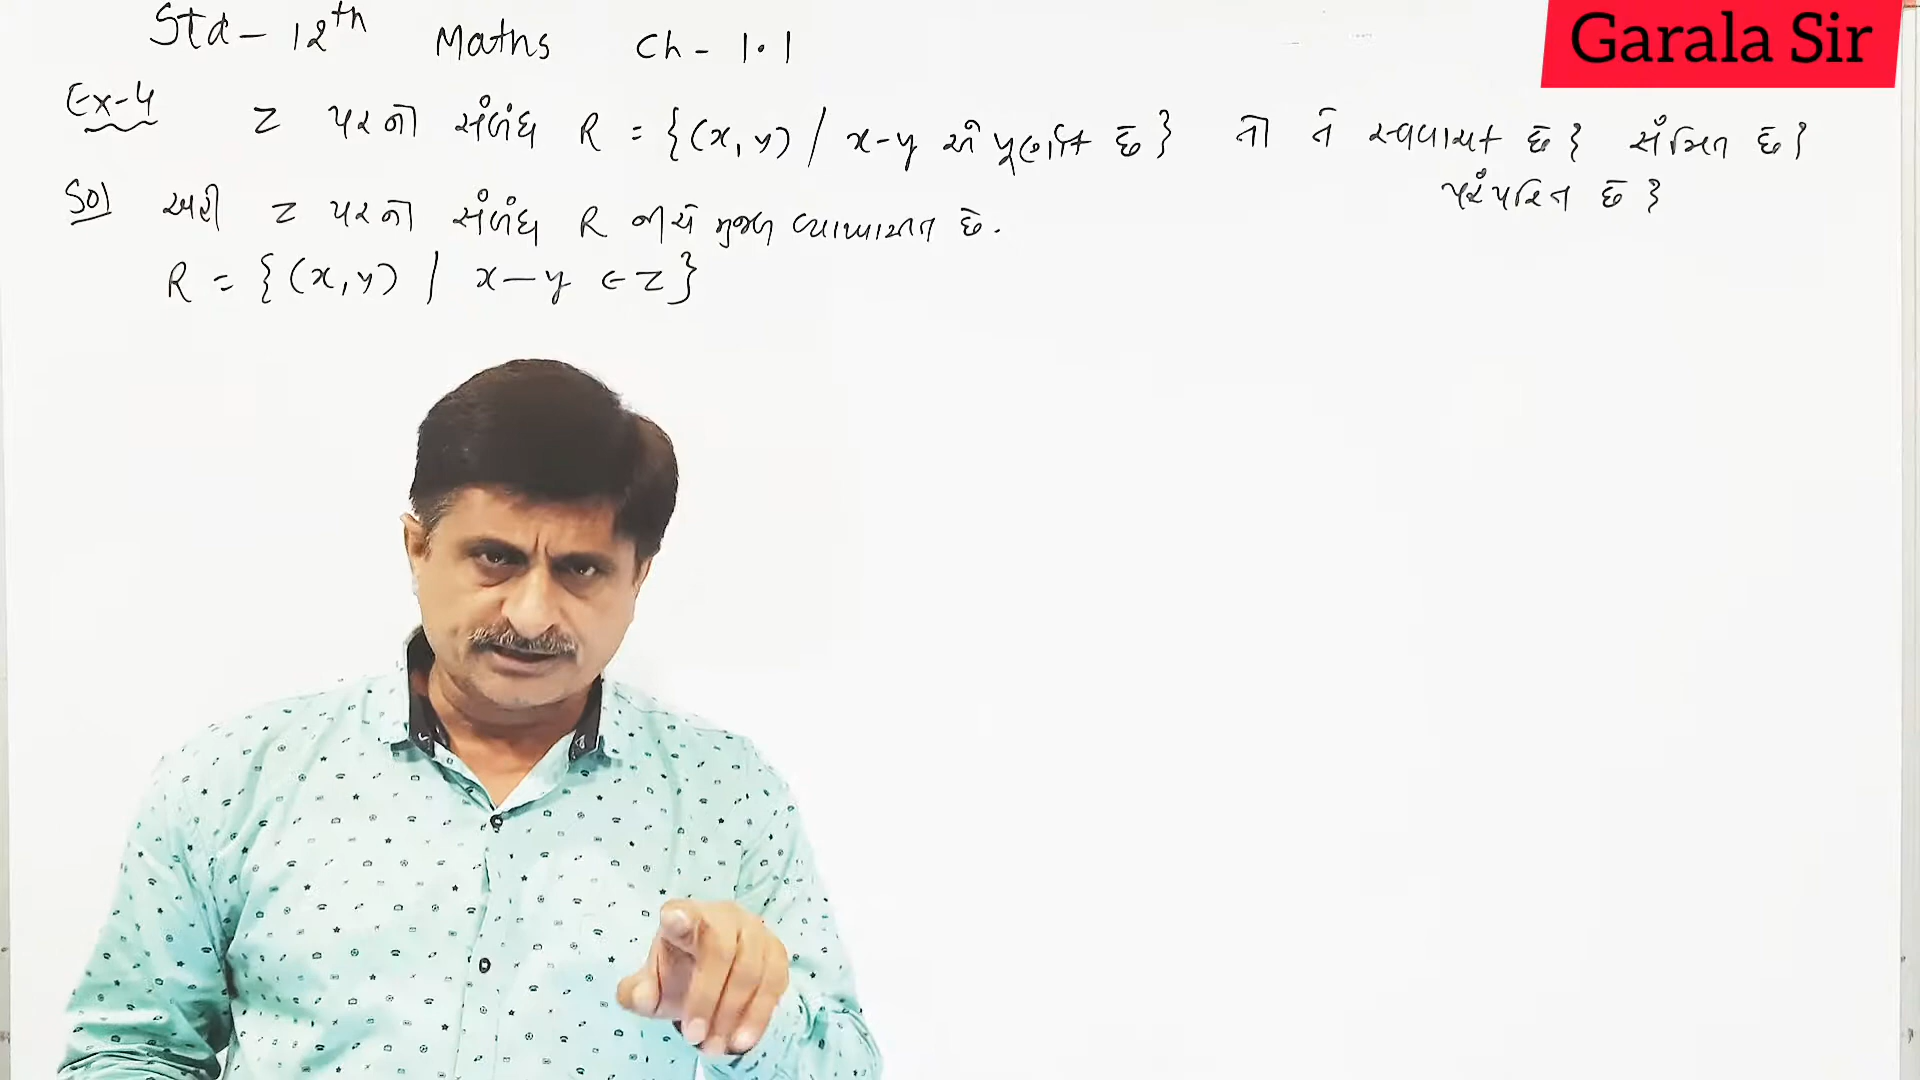 Std - 12th Maths Ch - 1.1
Garala Sir
Ex-4 Z પરનો સંબંધ R = {(x, y) / x-y એ પૂર્ણાંક છે} તો તે સ્વવાચક છે? સંમિત છે?
પરંપરિત છે?
Sol અહી Z પરનો સંબંધ R નીચે મુજબ વ્યાખ્યાયીત છે.
R = {(x, y) / x - y ∈ Z}